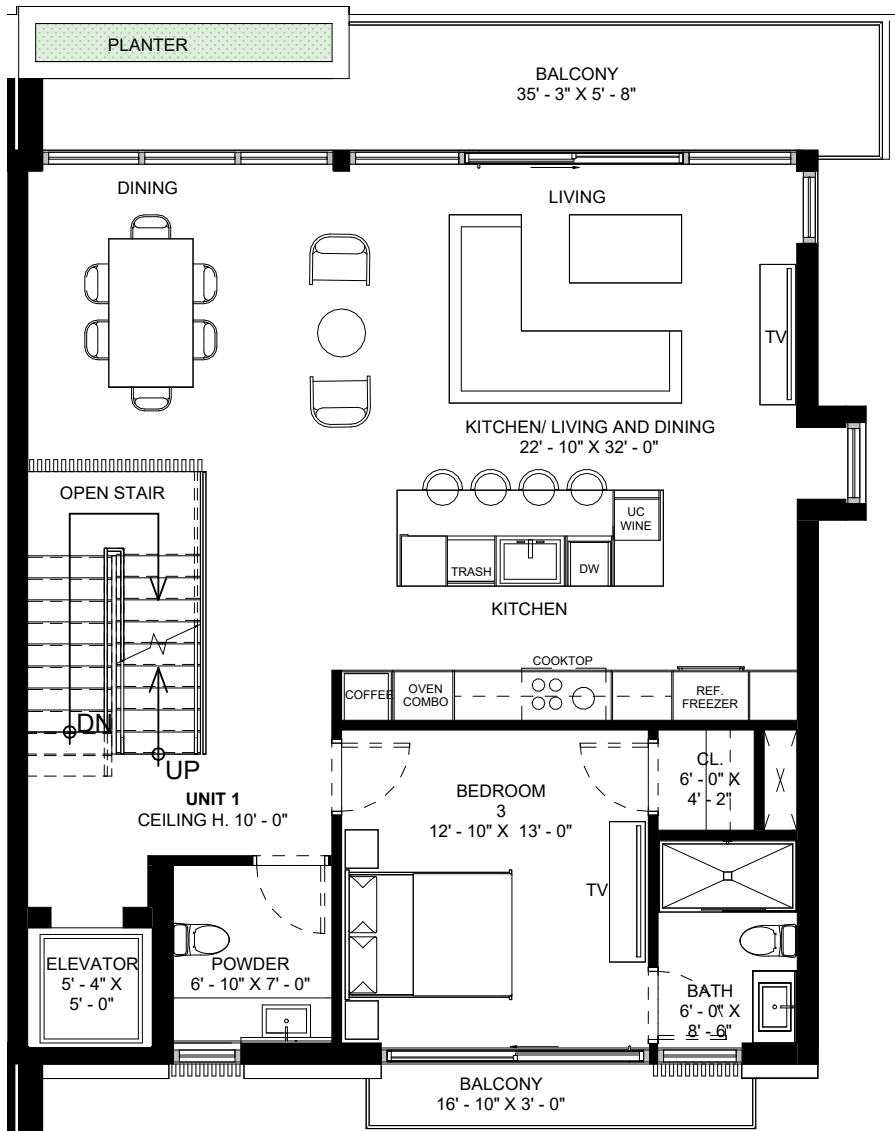 PLANTER
BALCONY
35' - 3" X 5' - 8"
DINING
LIVING
TV
KITCHEN/ LIVING AND DINING
22' - 10" X 32' - 0"
OPEN STAIR
UC
WINE
TRASH
DW
KITCHEN
COOKTOP
COFFEE
OVEN
COMBO
REF.
FREEZER
DN
UP
UNIT 1
CEILING H. 10' - 0"
BEDROOM
3
12' - 10" X 13' - 0"
CL.
6' - 0" X
4' - 2"
TV
ELEVATOR
5' - 4" X
5' - 0"
POWDER
6' - 10" X 7' - 0"
BATH
6' - 0" X
8' - 6"
BALCONY
16' - 10" X 3' - 0"